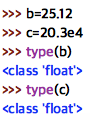 >>> b=25.12
>>> c=20.3e4
>>> type(b)
<class 'float'>
>>> type(c)
<class 'float'>